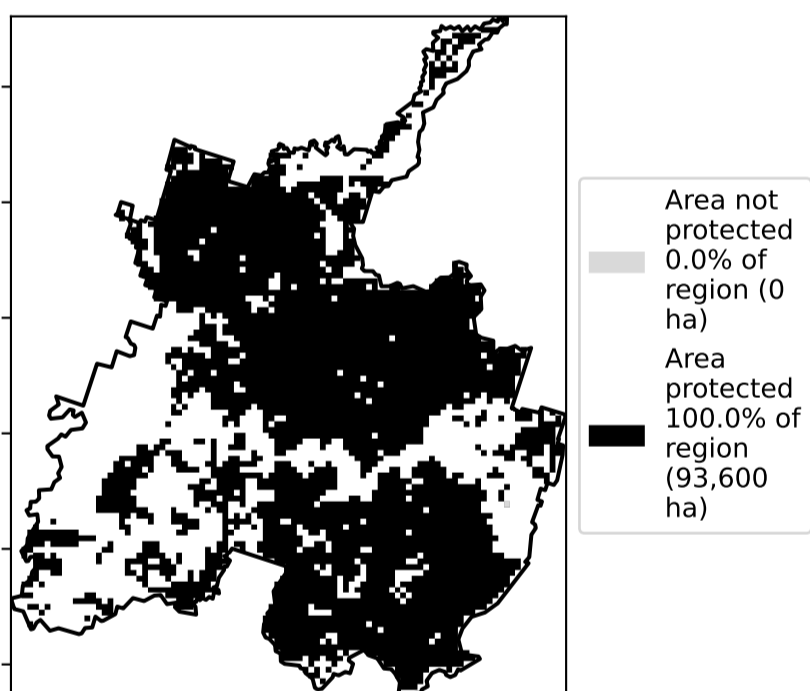 Area not
protected
0.0% of
region (0
ha)
Area
protected
100.0% of
region
(93,600
ha)